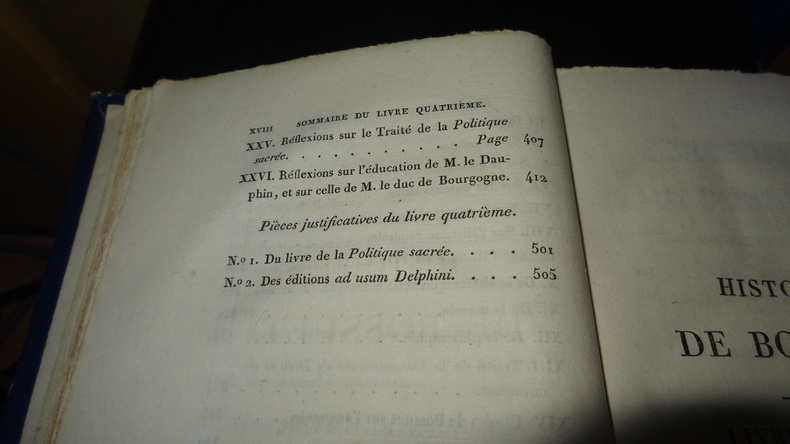 XVIII SOMMAIRE DU LIVRE QUATRIÈME.
XXV. Réflexions sur le Traité de la Politique
sacrée. . . . . . . . . . Page 407
XXVI. Réflexions sur l'éducation de M. le Dau-
phin, et sur celle de M. le duc de Bourgogne. 412
Pièces justificatives du livre quatrième.
N.º 1. Du livre de la Politique sacrée. . . . 501
N.º 2. Des éditions ad usum Delphini. . . . 505
HISTO
DE BO